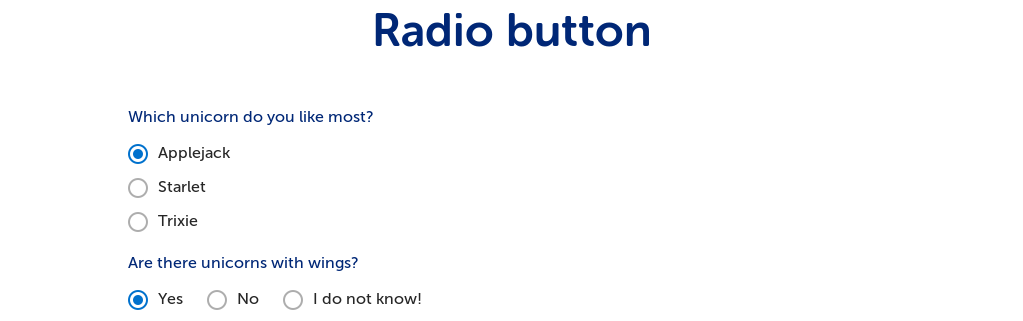 Radio button
Which unicorn do you like most?
Applejack
Starlet
Trixie
Are there unicorns with wings?
Yes No I do not know!